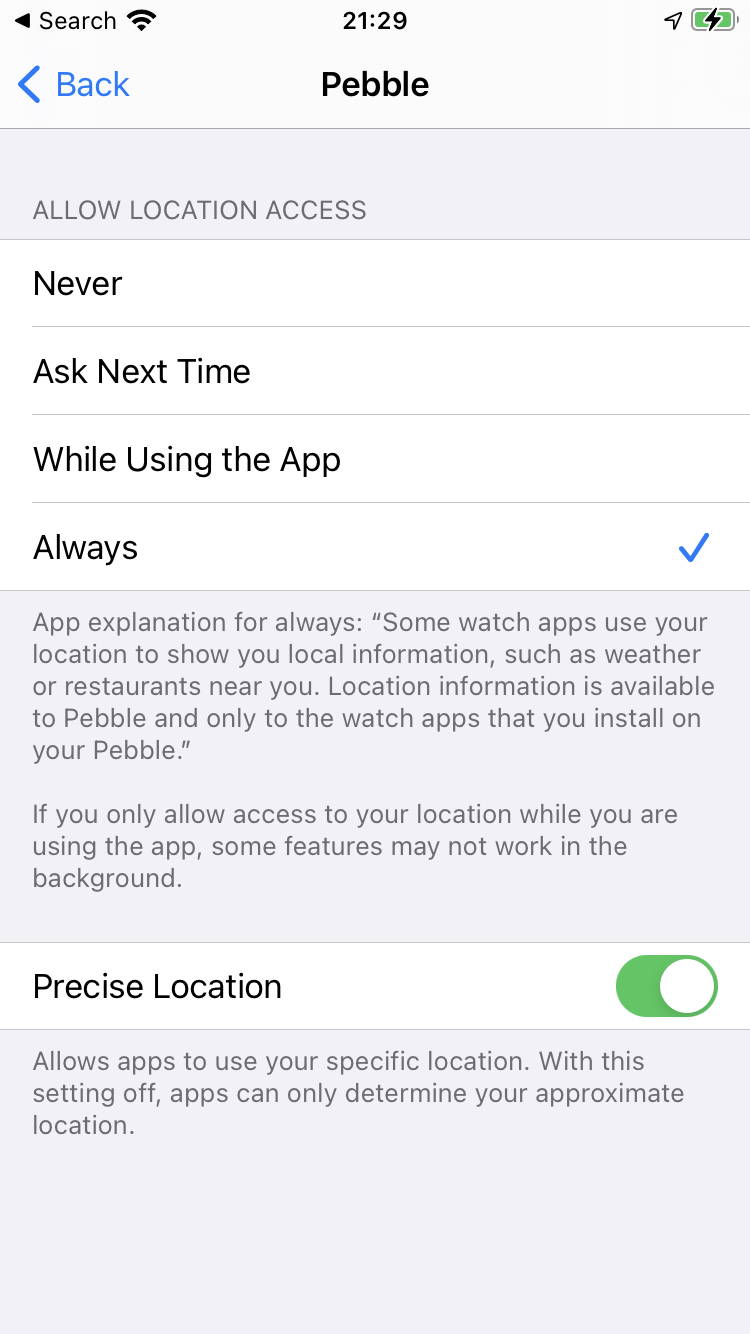 Search
21:29
Back
Pebble
ALLOW LOCATION ACCESS
Never
Ask Next Time
While Using the App
Always
App explanation for always: “Some watch apps use your
location to show you local information, such as weather
or restaurants near you. Location information is available
to Pebble and only to the watch apps that you install on
your Pebble.”
If you only allow access to your location while you are
using the app, some features may not work in the
background.
Precise Location
Allows apps to use your specific location. With this
setting off, apps can only determine your approximate
location.